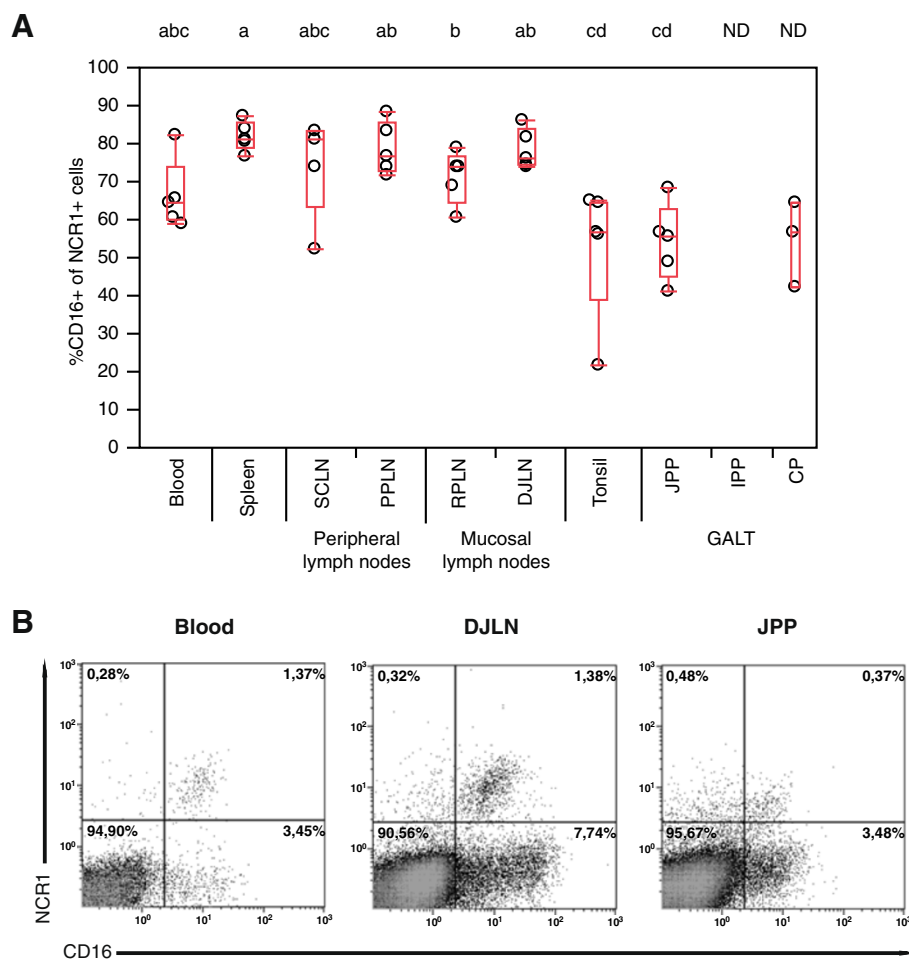 A
abc a abc ab b ab cd cd ND ND
100
90
80
70
60
50
40
30
20
10
0
%CD16+ of NCR1+ cells
Blood Spleen SCLN PPLN RPLN DJLN Tonsil JPP IPP CP
Peripheral lymph nodes
Mucosal lymph nodes
GALT
B
Blood DJLN JPP
0,28% 1,37% 0,32% 1,38% 0,48% 0,37%
94,90% 3,45% 90,56% 7,74% 95,67% 3,48%
10³ 10³ 10³
10² 10² 10²
10¹ 10¹ 10¹
10⁰ 10⁰ 10⁰
10⁰ 10¹ 10² 10³ 10⁰ 10¹ 10² 10³ 10⁰ 10¹ 10² 10³
NCR1
CD16